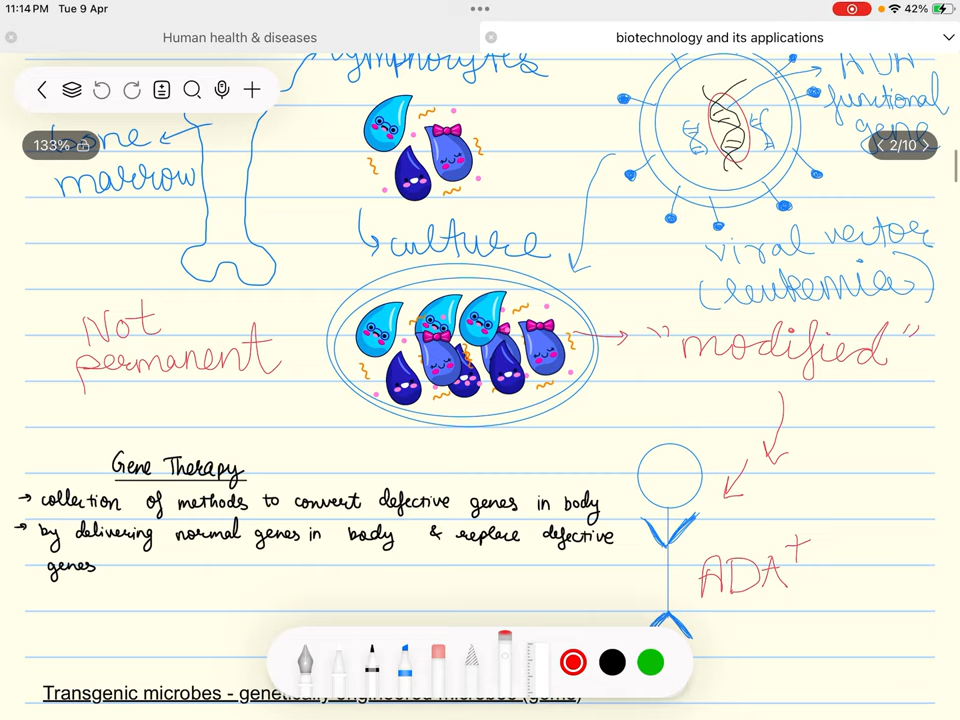 11:14 PM Tue 9 Apr
42%
Human health & diseases
biotechnology and its applications
lymphocytes
ADA
functional
gene
133%
2/10
bone
marrow
culture
viral vector
(leukemia)
Not
permanent
"modified"
Gene Therapy
→ collection of methods to convert defective genes in body
→ by delivering normal genes in body & replace defective
genes
ADA+
Transgenic microbes - genetically engineered microbes (gems)